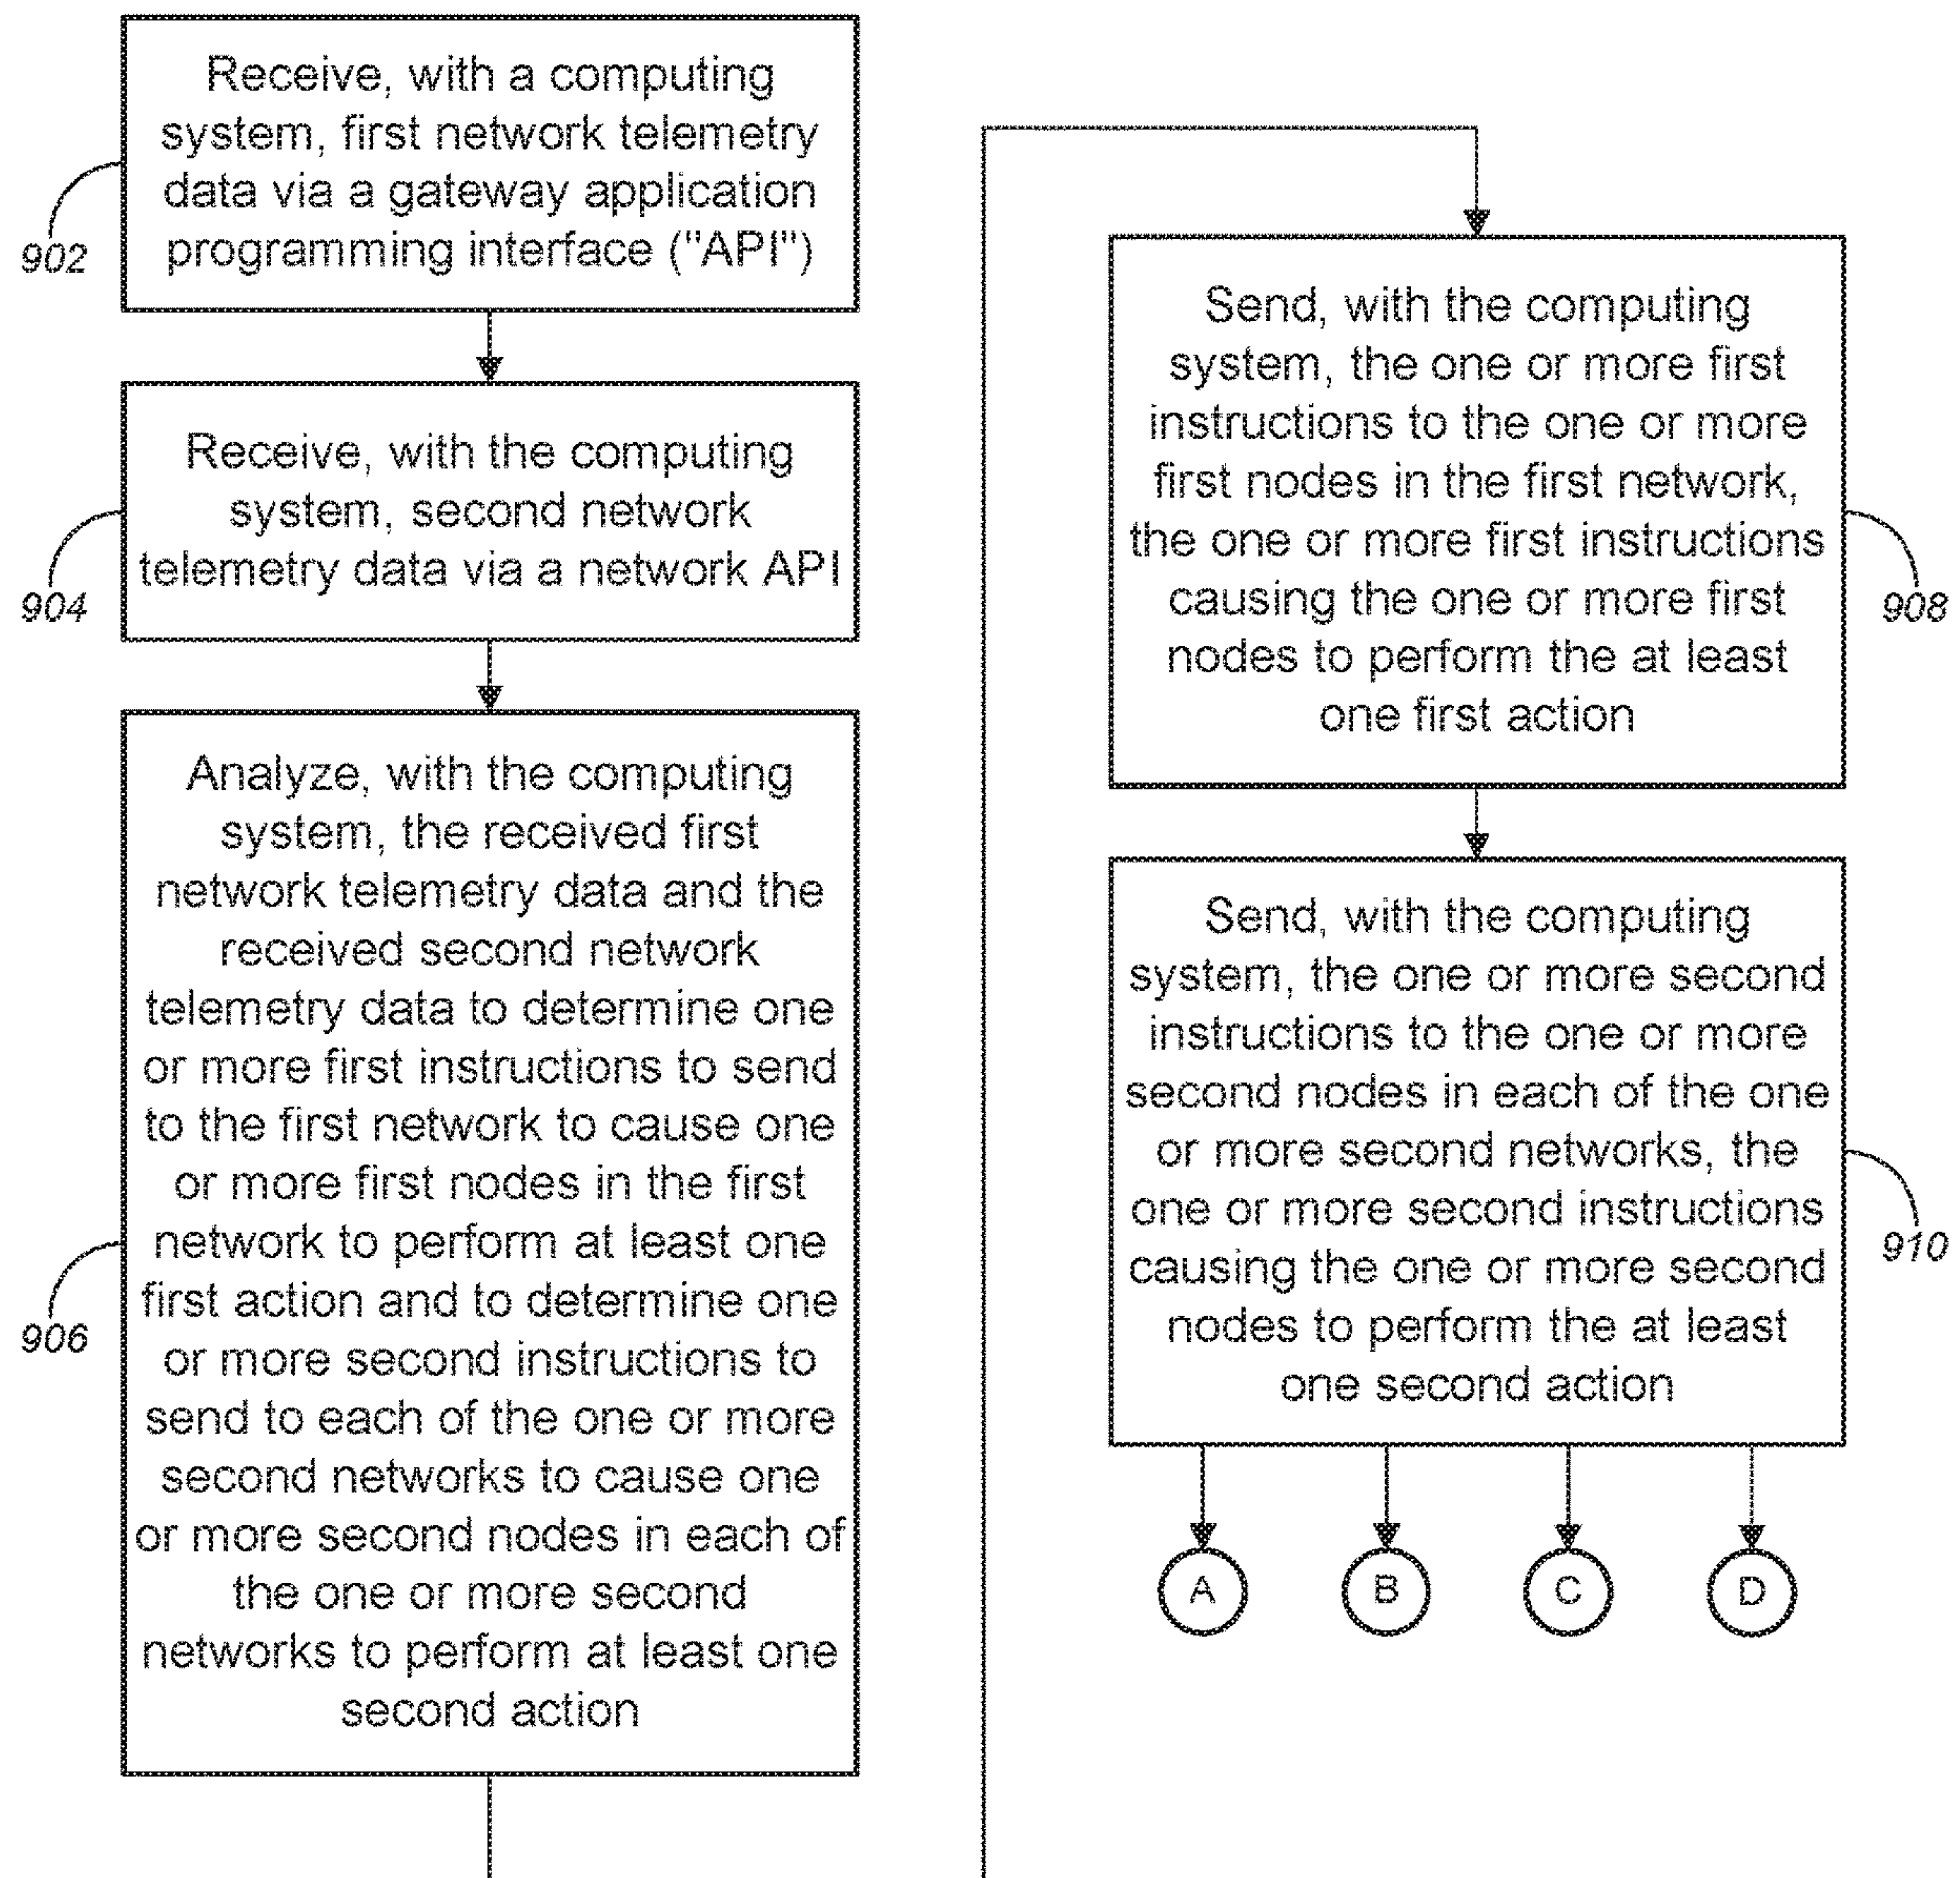 Receive, with a computing
system, first network telemetry
data via a gateway application
programming interface ("API")
902
Receive, with the computing
system, second network
telemetry data via a network API
904
Analyze, with the computing
system, the received first
network telemetry data and the
received second network
telemetry data to determine one
or more first instructions to send
to the first network to cause one
or more first nodes in the first
network to perform at least one
first action and to determine one
or more second instructions to
send to each of the one or more
second networks to cause one
or more second nodes in each of
the one or more second
networks to perform at least one
second action
906
Send, with the computing
system, the one or more first
instructions to the one or more
first nodes in the first network,
the one or more first instructions
causing the one or more first
nodes to perform the at least
one first action
908
Send, with the computing
system, the one or more second
instructions to the one or more
second nodes in each of the one
or more second networks, the
one or more second instructions
causing the one or more second
nodes to perform the at least
one second action
910
A B C D